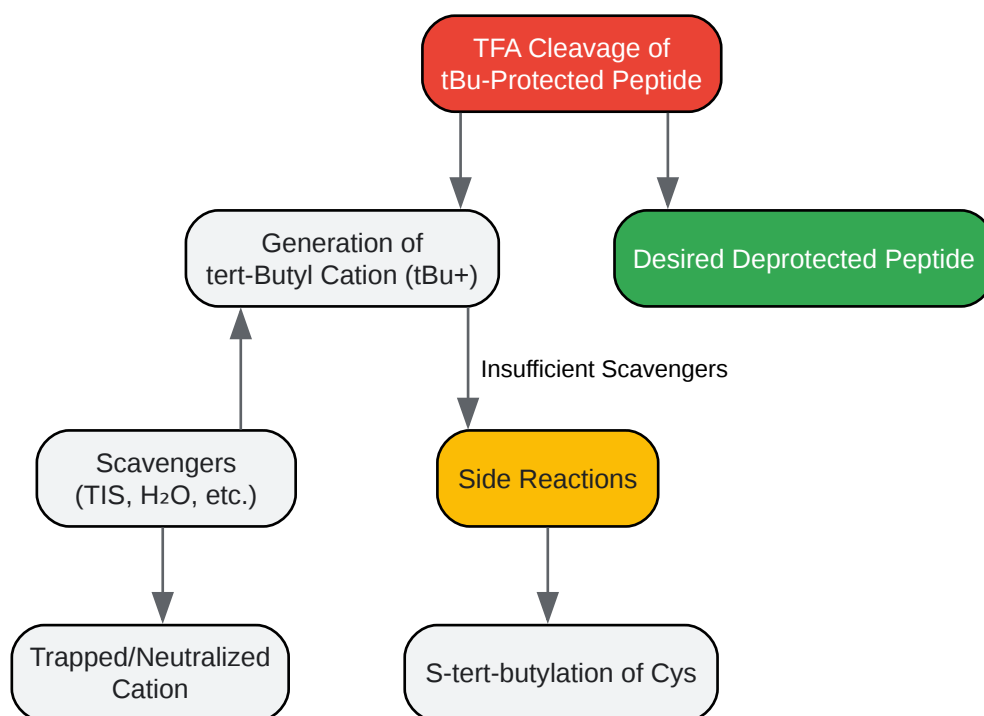 TFA Cleavage of
tBu-Protected Peptide
Generation of
tert-Butyl Cation (tBu+)
Desired Deprotected Peptide
Insufficient Scavengers
Scavengers
(TIS, H₂O, etc.)
Side Reactions
Trapped/Neutralized
Cation
S-tert-butylation of Cys